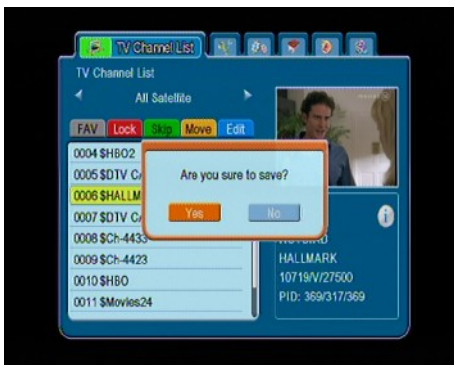 TV Channel List
TV Channel List
All Satellite
FAV Lock Skip Move Edit
0004 $HBO2
0005 $DTV
0006 $HALLM
0007 $DTV
0008 $Ch-4433
0009 $Ch-4423
0010 $HBO
0011 $Movies24
Are you sure to save?
Yes No
HALLMARK
10719/V/27500
PID: 369/317/369